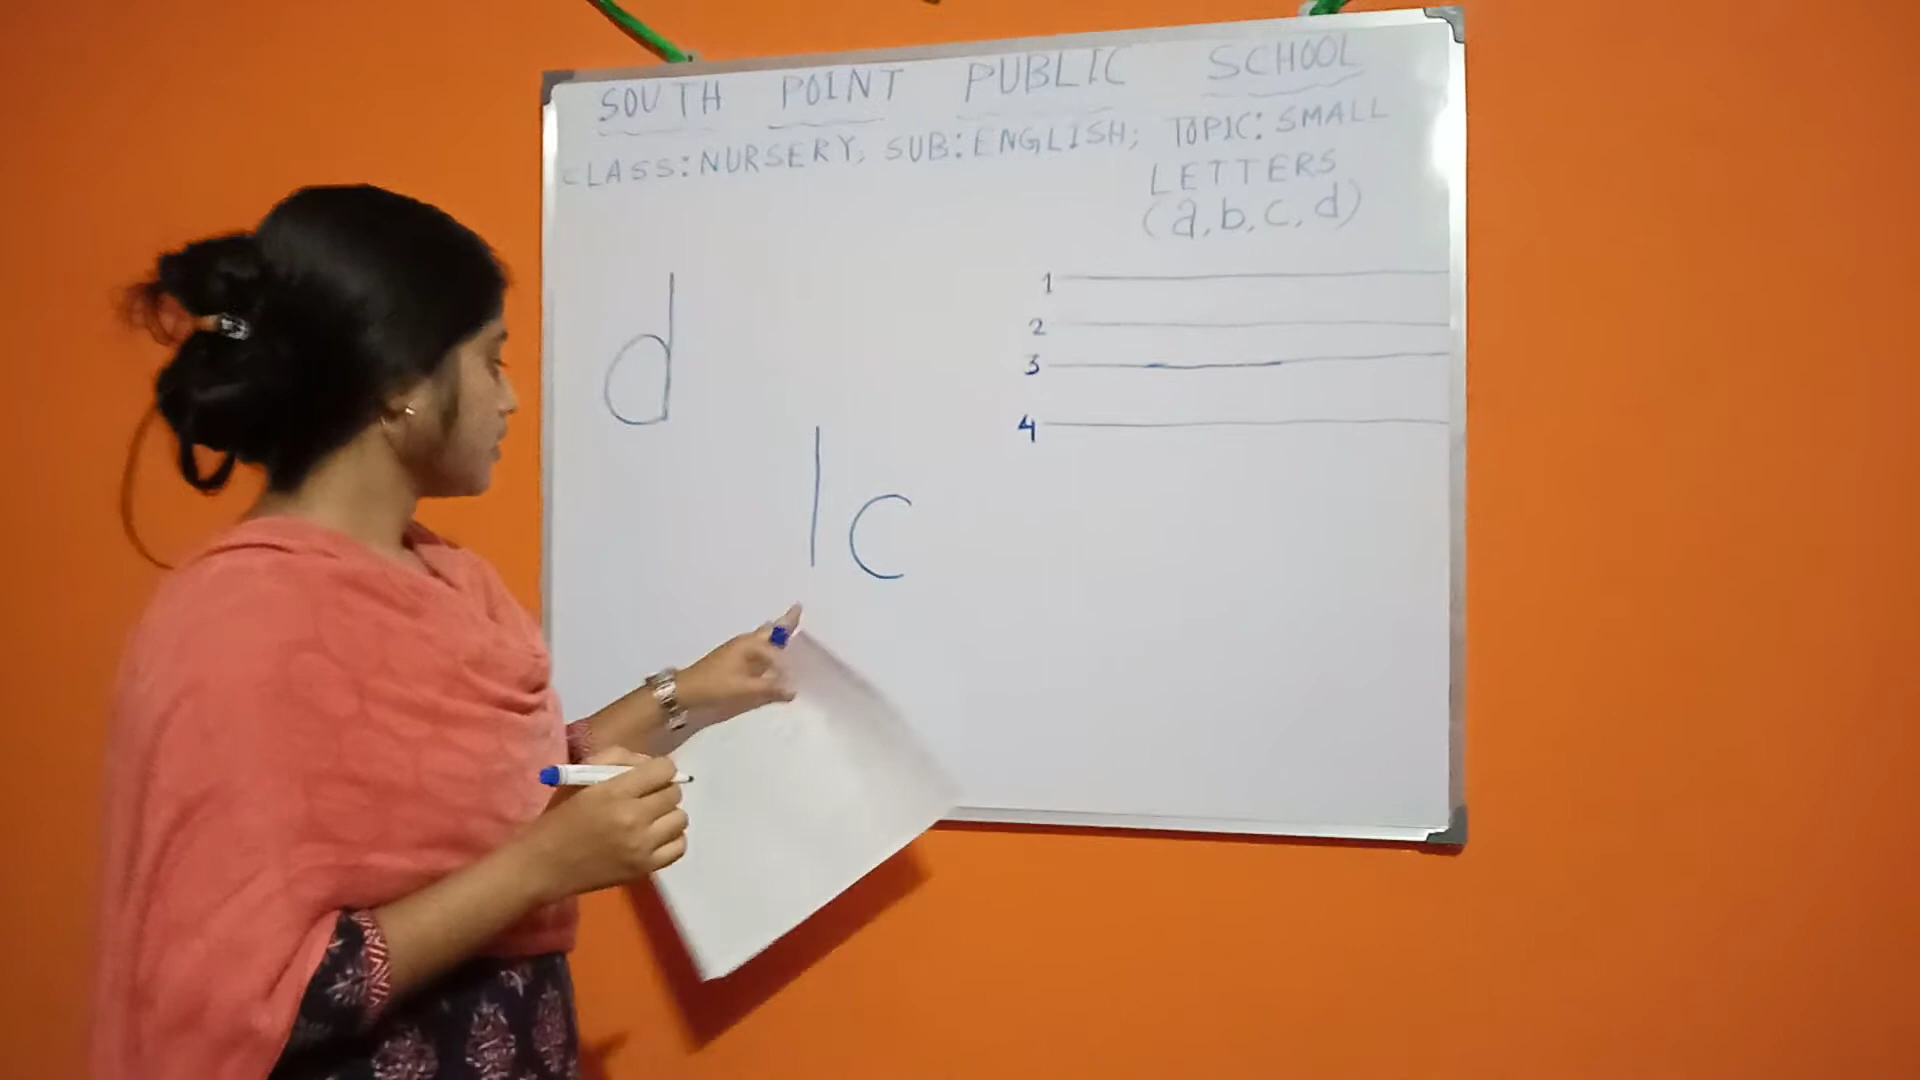 SOUTH POINT PUBLIC SCHOOL
CLASS: NURSERY; SUB: ENGLISH; TOPIC: SMALL
LETTERS
(a, b, c, d)
d
l c
1
2
3
4